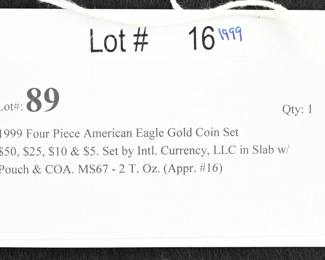 Lot # 16 1999
Lot#: 89 Qty: 1
1999 Four Piece American Eagle Gold Coin Set
$50, $25, $10 & $5. Set by Intl. Currency, LLC in Slab w/
Pouch & COA. MS67 - 2 T. Oz. (Appr. #16)